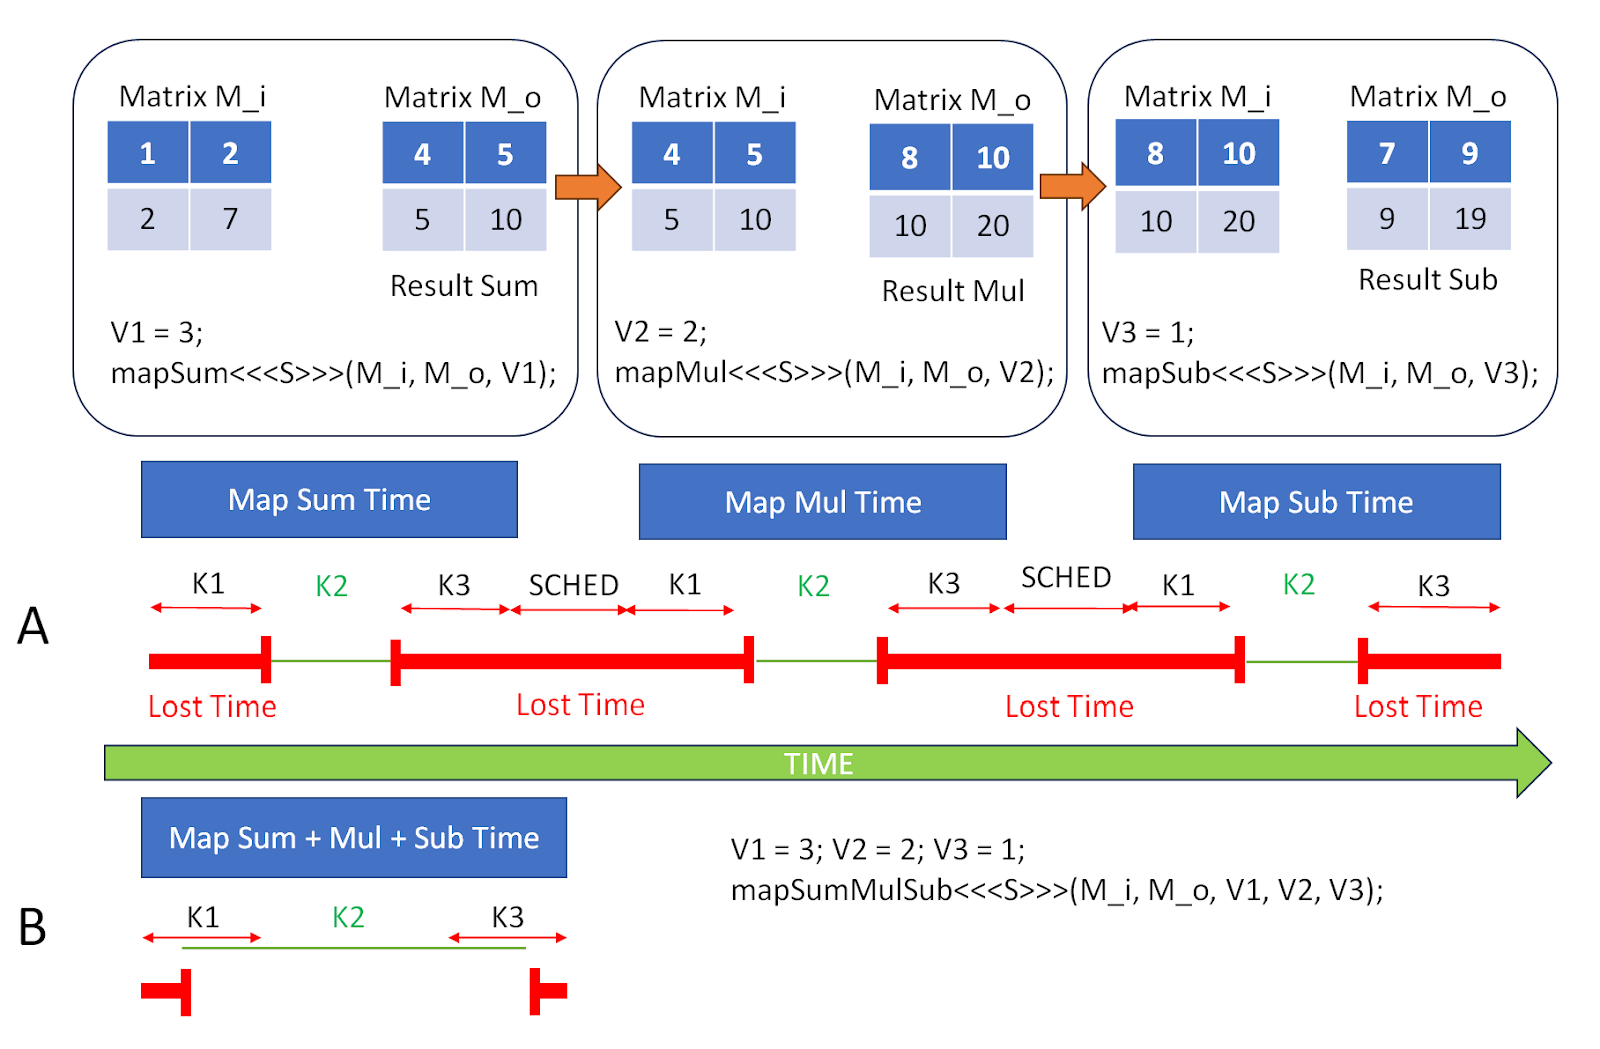 Matrix M_i Matrix M_o
1 2 4 5
2 7 5 10
Result Sum
V1 = 3;
mapSum<<<S>>>(M_i, M_o, V1);
Matrix M_i Matrix M_o
4 5 8 10
5 10 10 20
Result Mul
V2 = 2;
mapMul<<<S>>>(M_i, M_o, V2);
Matrix M_i Matrix M_o
8 10 7 9
10 20 9 19
Result Sub
V3 = 1;
mapSub<<<S>>>(M_i, M_o, V3);
Map Sum Time Map Mul Time Map Sub Time
K1 K2 K3 SCHED K1 K2 K3 SCHED K1 K2 K3
A
Lost Time Lost Time Lost Time Lost Time
TIME
Map Sum + Mul + Sub Time
V1 = 3; V2 = 2; V3 = 1;
mapSumMulSub<<<S>>>(M_i, M_o, V1, V2, V3);
K1 K2 K3
B